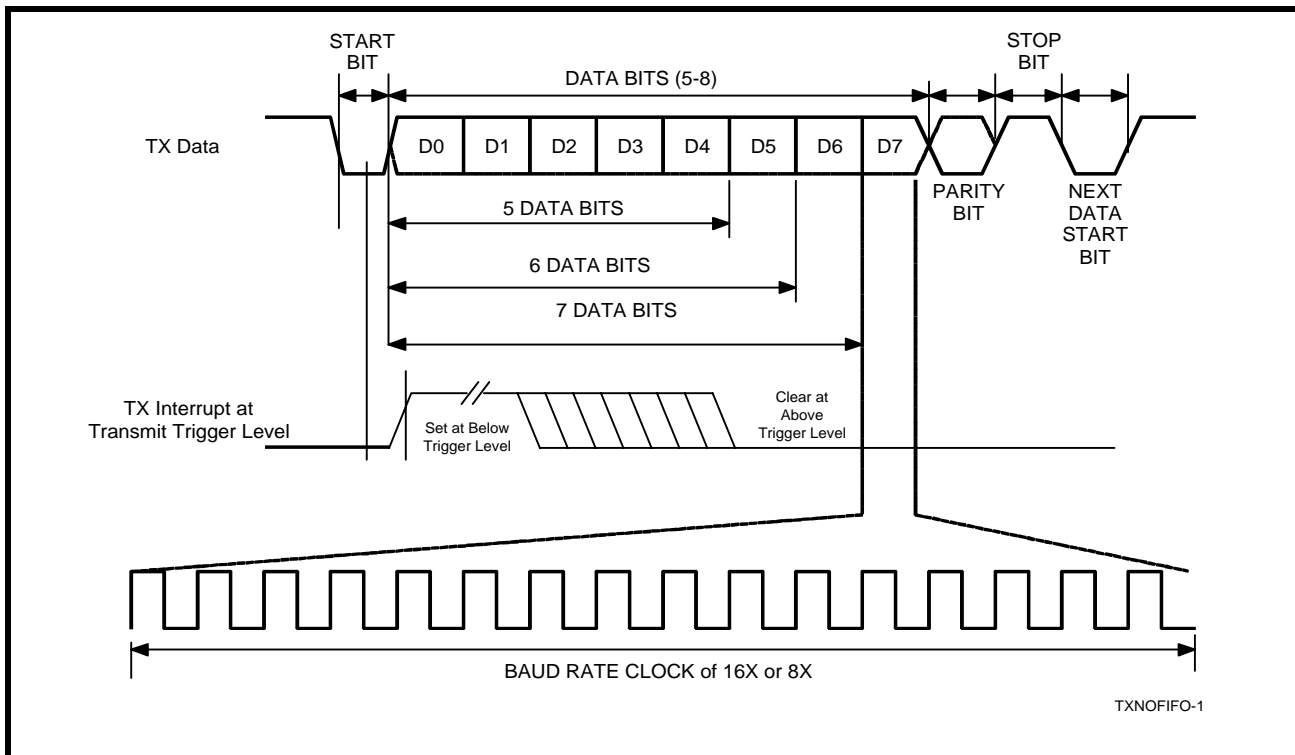 START
BIT
STOP
BIT
DATA BITS (5-8)
TX Data
D0
D1
D2
D3
D4
D5
D6
D7
PARITY
BIT
NEXT
DATA
START
BIT
5 DATA BITS
6 DATA BITS
7 DATA BITS
TX Interrupt at
Transmit Trigger Level
Set at Below
Trigger Level
Clear at
Above
Trigger Level
BAUD RATE CLOCK of 16X or 8X
TXNOFIFO-1